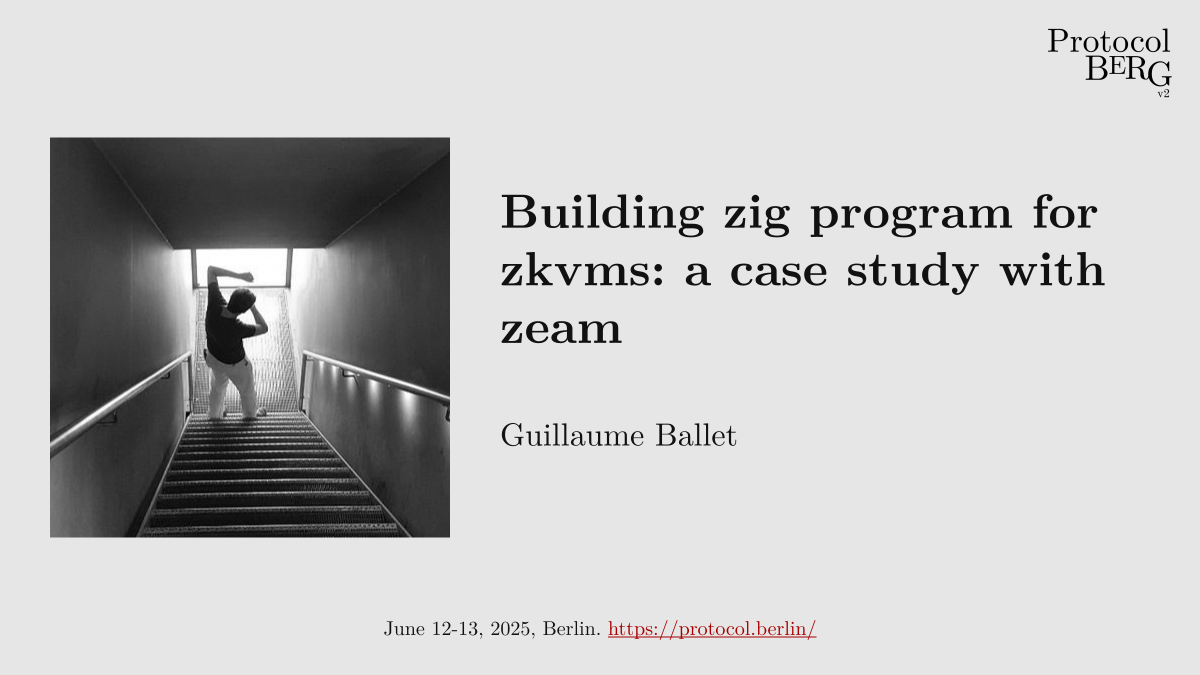 Protocol
BERG
v2
Building zig program for
zkvms: a case study with
zeam
Guillaume Ballet
June 12-13, 2025, Berlin. https://protocol.berlin/